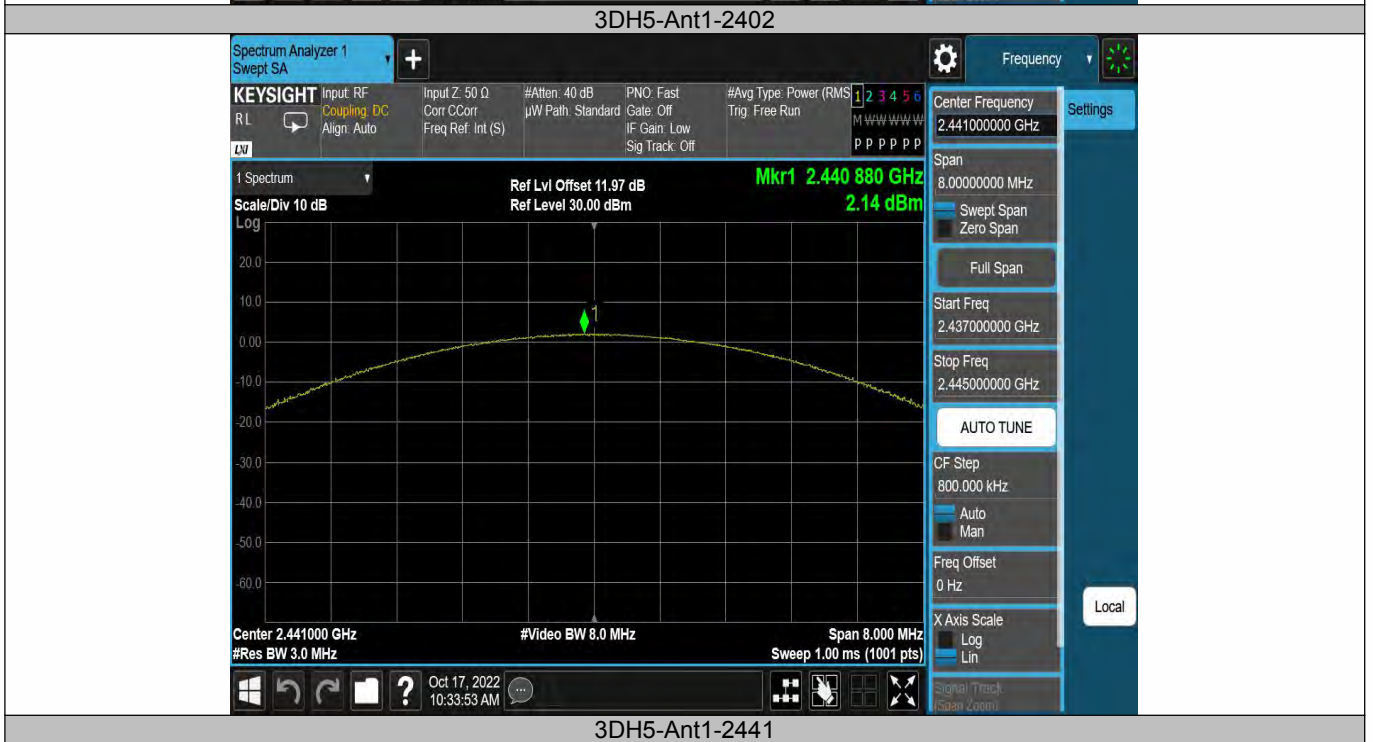 3DH5-Ant1-2402
Spectrum Analyzer 1
Swept SA
+
Frequency
KEYSIGHT
RL
LXI
Input: RF
Coupling: DC
Align: Auto
Input Z: 50 Ω
Corr CCorr
Freq Ref: Int (S)
#Atten: 40 dB
µW Path: Standard
PNO: Fast
Gate: Off
IF Gain: Low
Sig Track: Off
#Avg Type: Power (RMS
Trig: Free Run
1 2 3 4 5 6
M W W W W W
P P P P P P
Center Frequency
2.441000000 GHz
Settings
Span
8.00000000 MHz
Swept Span
Zero Span
Full Span
Start Freq
2.437000000 GHz
Stop Freq
2.445000000 GHz
AUTO TUNE
CF Step
800.000 kHz
Auto
Man
Freq Offset
0 Hz
X Axis Scale
Log
Lin
Signal Track
(Span Zoom)
Local
1 Spectrum
Scale/Div 10 dB
Ref Lvl Offset 11.97 dB
Ref Level 30.00 dBm
Mkr1 2.440 880 GHz
2.14 dBm
Log
20.0
10.0
1
0.00
-10.0
-20.0
-30.0
-40.0
-50.0
-60.0
Center 2.441000 GHz
#Video BW 8.0 MHz
Span 8.000 MHz
#Res BW 3.0 MHz
Sweep 1.00 ms (1001 pts)
?
Oct 17, 2022
10:33:53 AM
3DH5-Ant1-2441